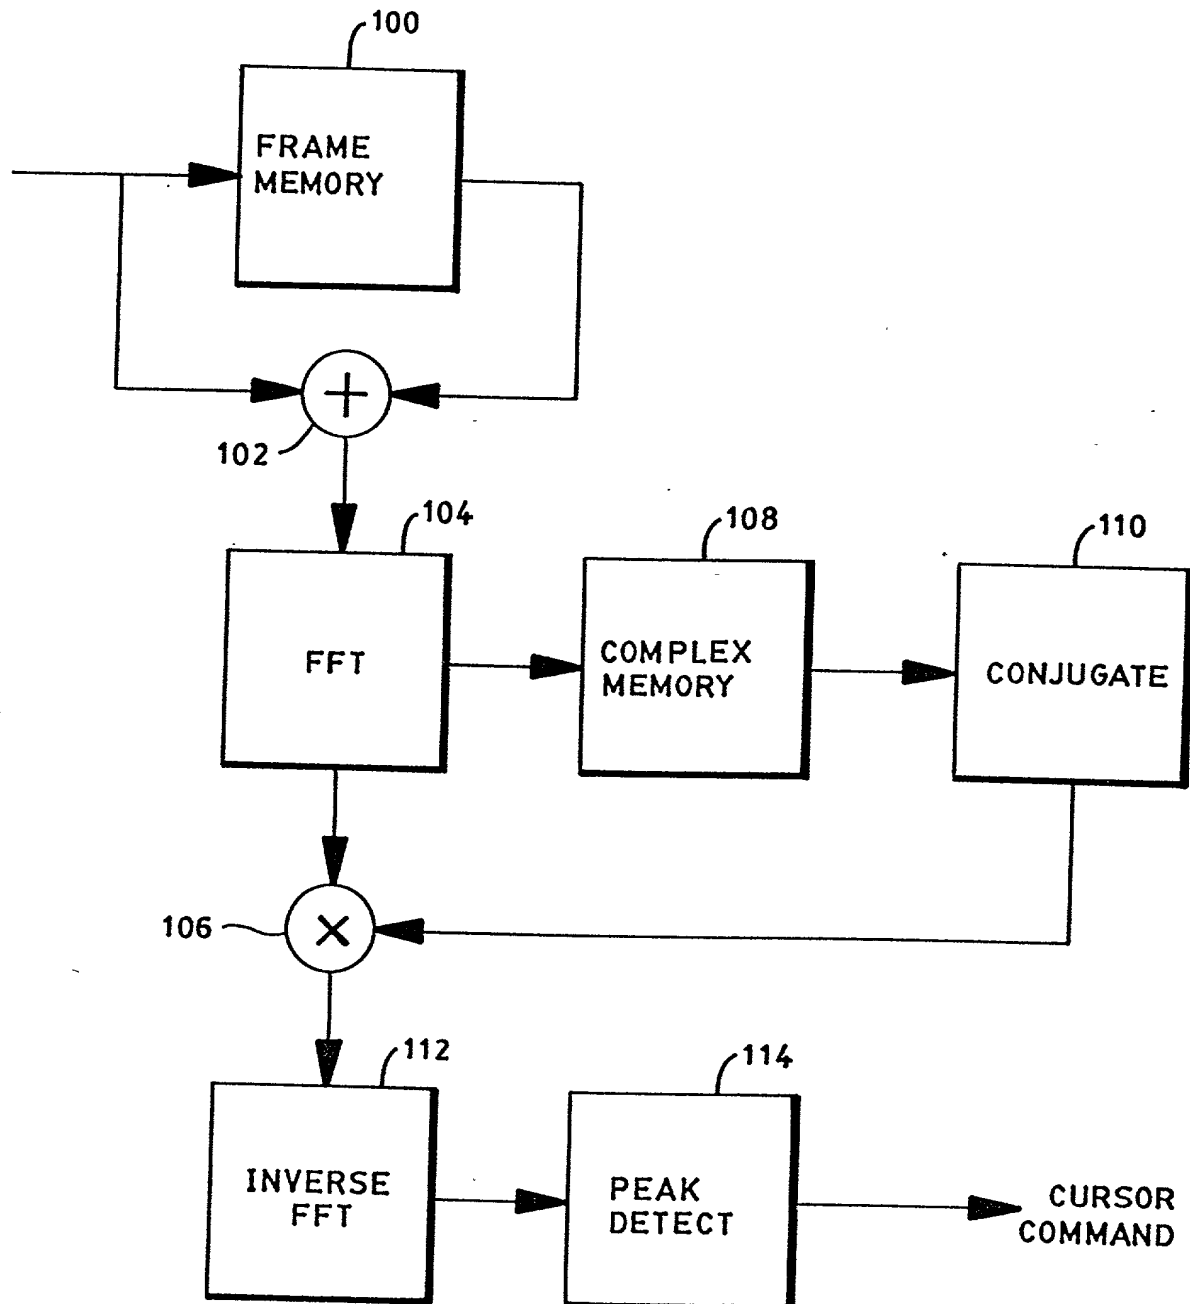 100
FRAME
MEMORY
+
102
104
108
110
FFT
COMPLEX
MEMORY
CONJUGATE
106
×
112
114
INVERSE
FFT
PEAK
DETECT
CURSOR
COMMAND